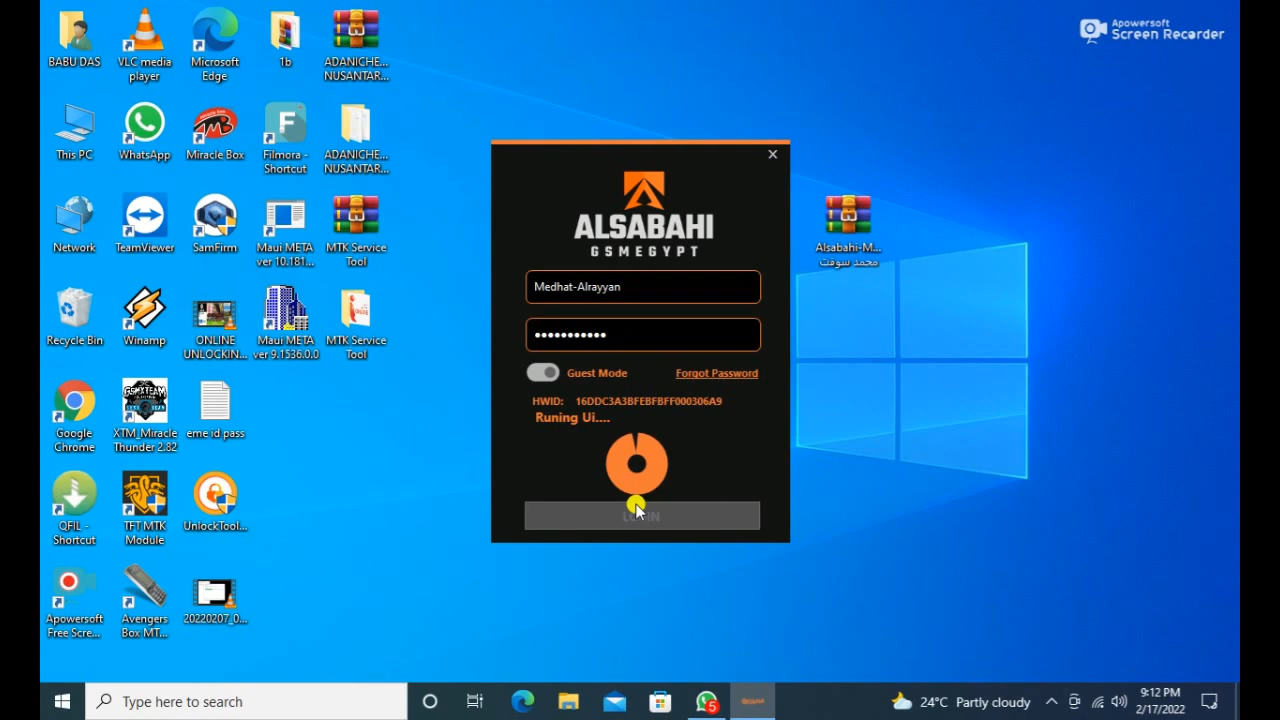 Apowersoft
Screen Recorder
BABU DAS
VLC media
player
Microsoft
Edge
1b
ADANICHE...
NUSANTAR...
This PC
WhatsApp
Miracle Box
Filmora -
Shortcut
ADANICHE...
NUSANTAR...
Network
TeamViewer
SamFirm
Maui META
ver 10.181...
MTK Service
Tool
Recycle Bin
Winamp
ONLINE
UNLOCKIN...
Maui META
ver 9.1536.0.0
MTK Service
Tool
Google
Chrome
XTM_Miracle
Thunder 2.82
eme id pass
QFIL -
Shortcut
TFT MTK
Module
UnlockTool...
Apowersoft
Free Scre...
Avengers
Box MT...
20220207_0...
Alsabahi-M...
محمد سوفت
ALSABAHI
GSMEGYPT
Medhat-Alrayyan
Guest Mode
Forgot Password
HWID: 16DDC3A3BFEBFBFF000306A9
Runing Ui....
LOGIN
Type here to search
5
24°C Partly cloudy
9:12 PM
2/17/2022